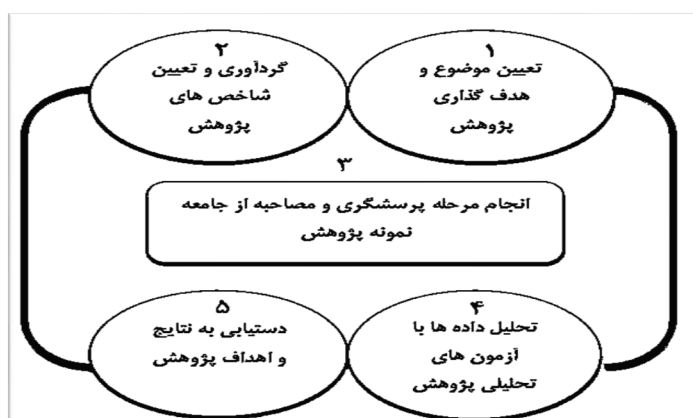 ۱
تعیین موضوع و
هدف گذاری
پژوهش
۲
گردآوری و تعیین
شاخص های
پژوهش
۳
انجام مرحله پرسشگری و مصاحبه از جامعه
نمونه پژوهش
۴
تحلیل داده ها با
آزمون های
تحلیلی پژوهش
۵
دستیابی به نتایج
و اهداف پژوهش